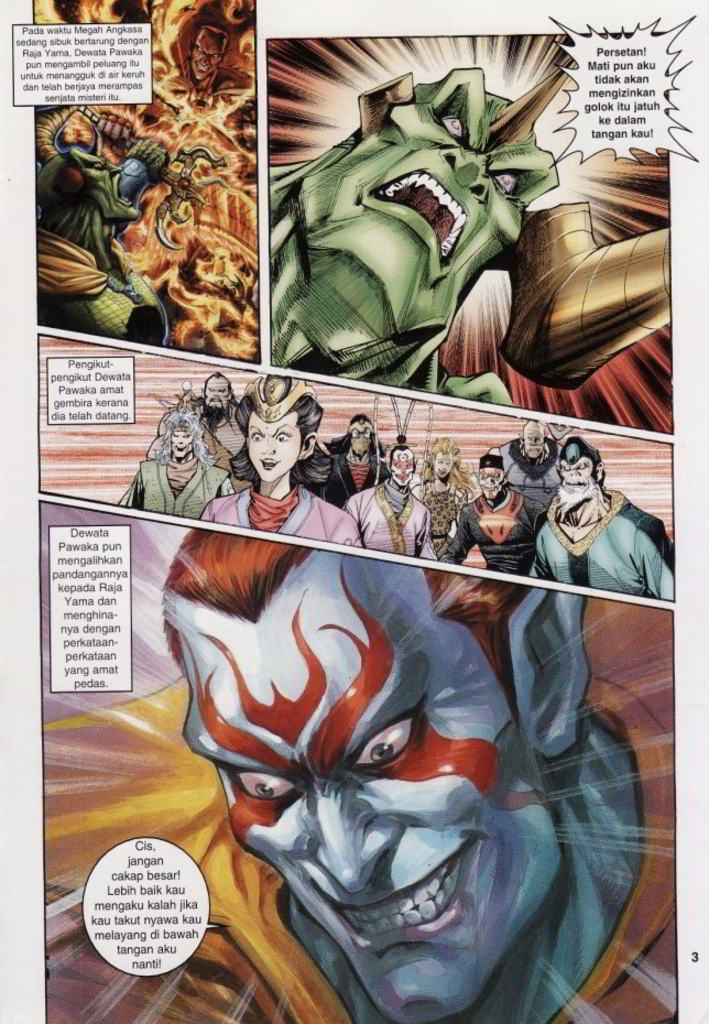 Pada waktu Megah Angkasa
sedang sibuk bertarung dengan
Raja Yama, Dewata Pawaka
pun mengambil peluang itu
untuk menangguk di air keruh
dan telah berjaya merampas
senjata misteri itu.
Persetan!
Mati pun aku
tidak akan
mengizinkan
golok itu jatuh
ke dalam
tangan kau!
Pengikut-
pengikut Dewata
Pawaka amat
gembira kerana
dia telah datang.
Dewata
Pawaka pun
mengalihkan
pandangannya
kepada Raja
Yama dan
menghina-
nya dengan
perkataan-
perkataan
yang amat
pedas.
Cis,
jangan
cakap besar!
Lebih baik kau
mengaku kalah jika
kau takut nyawa kau
melayang di bawah
tangan aku
nanti!
3